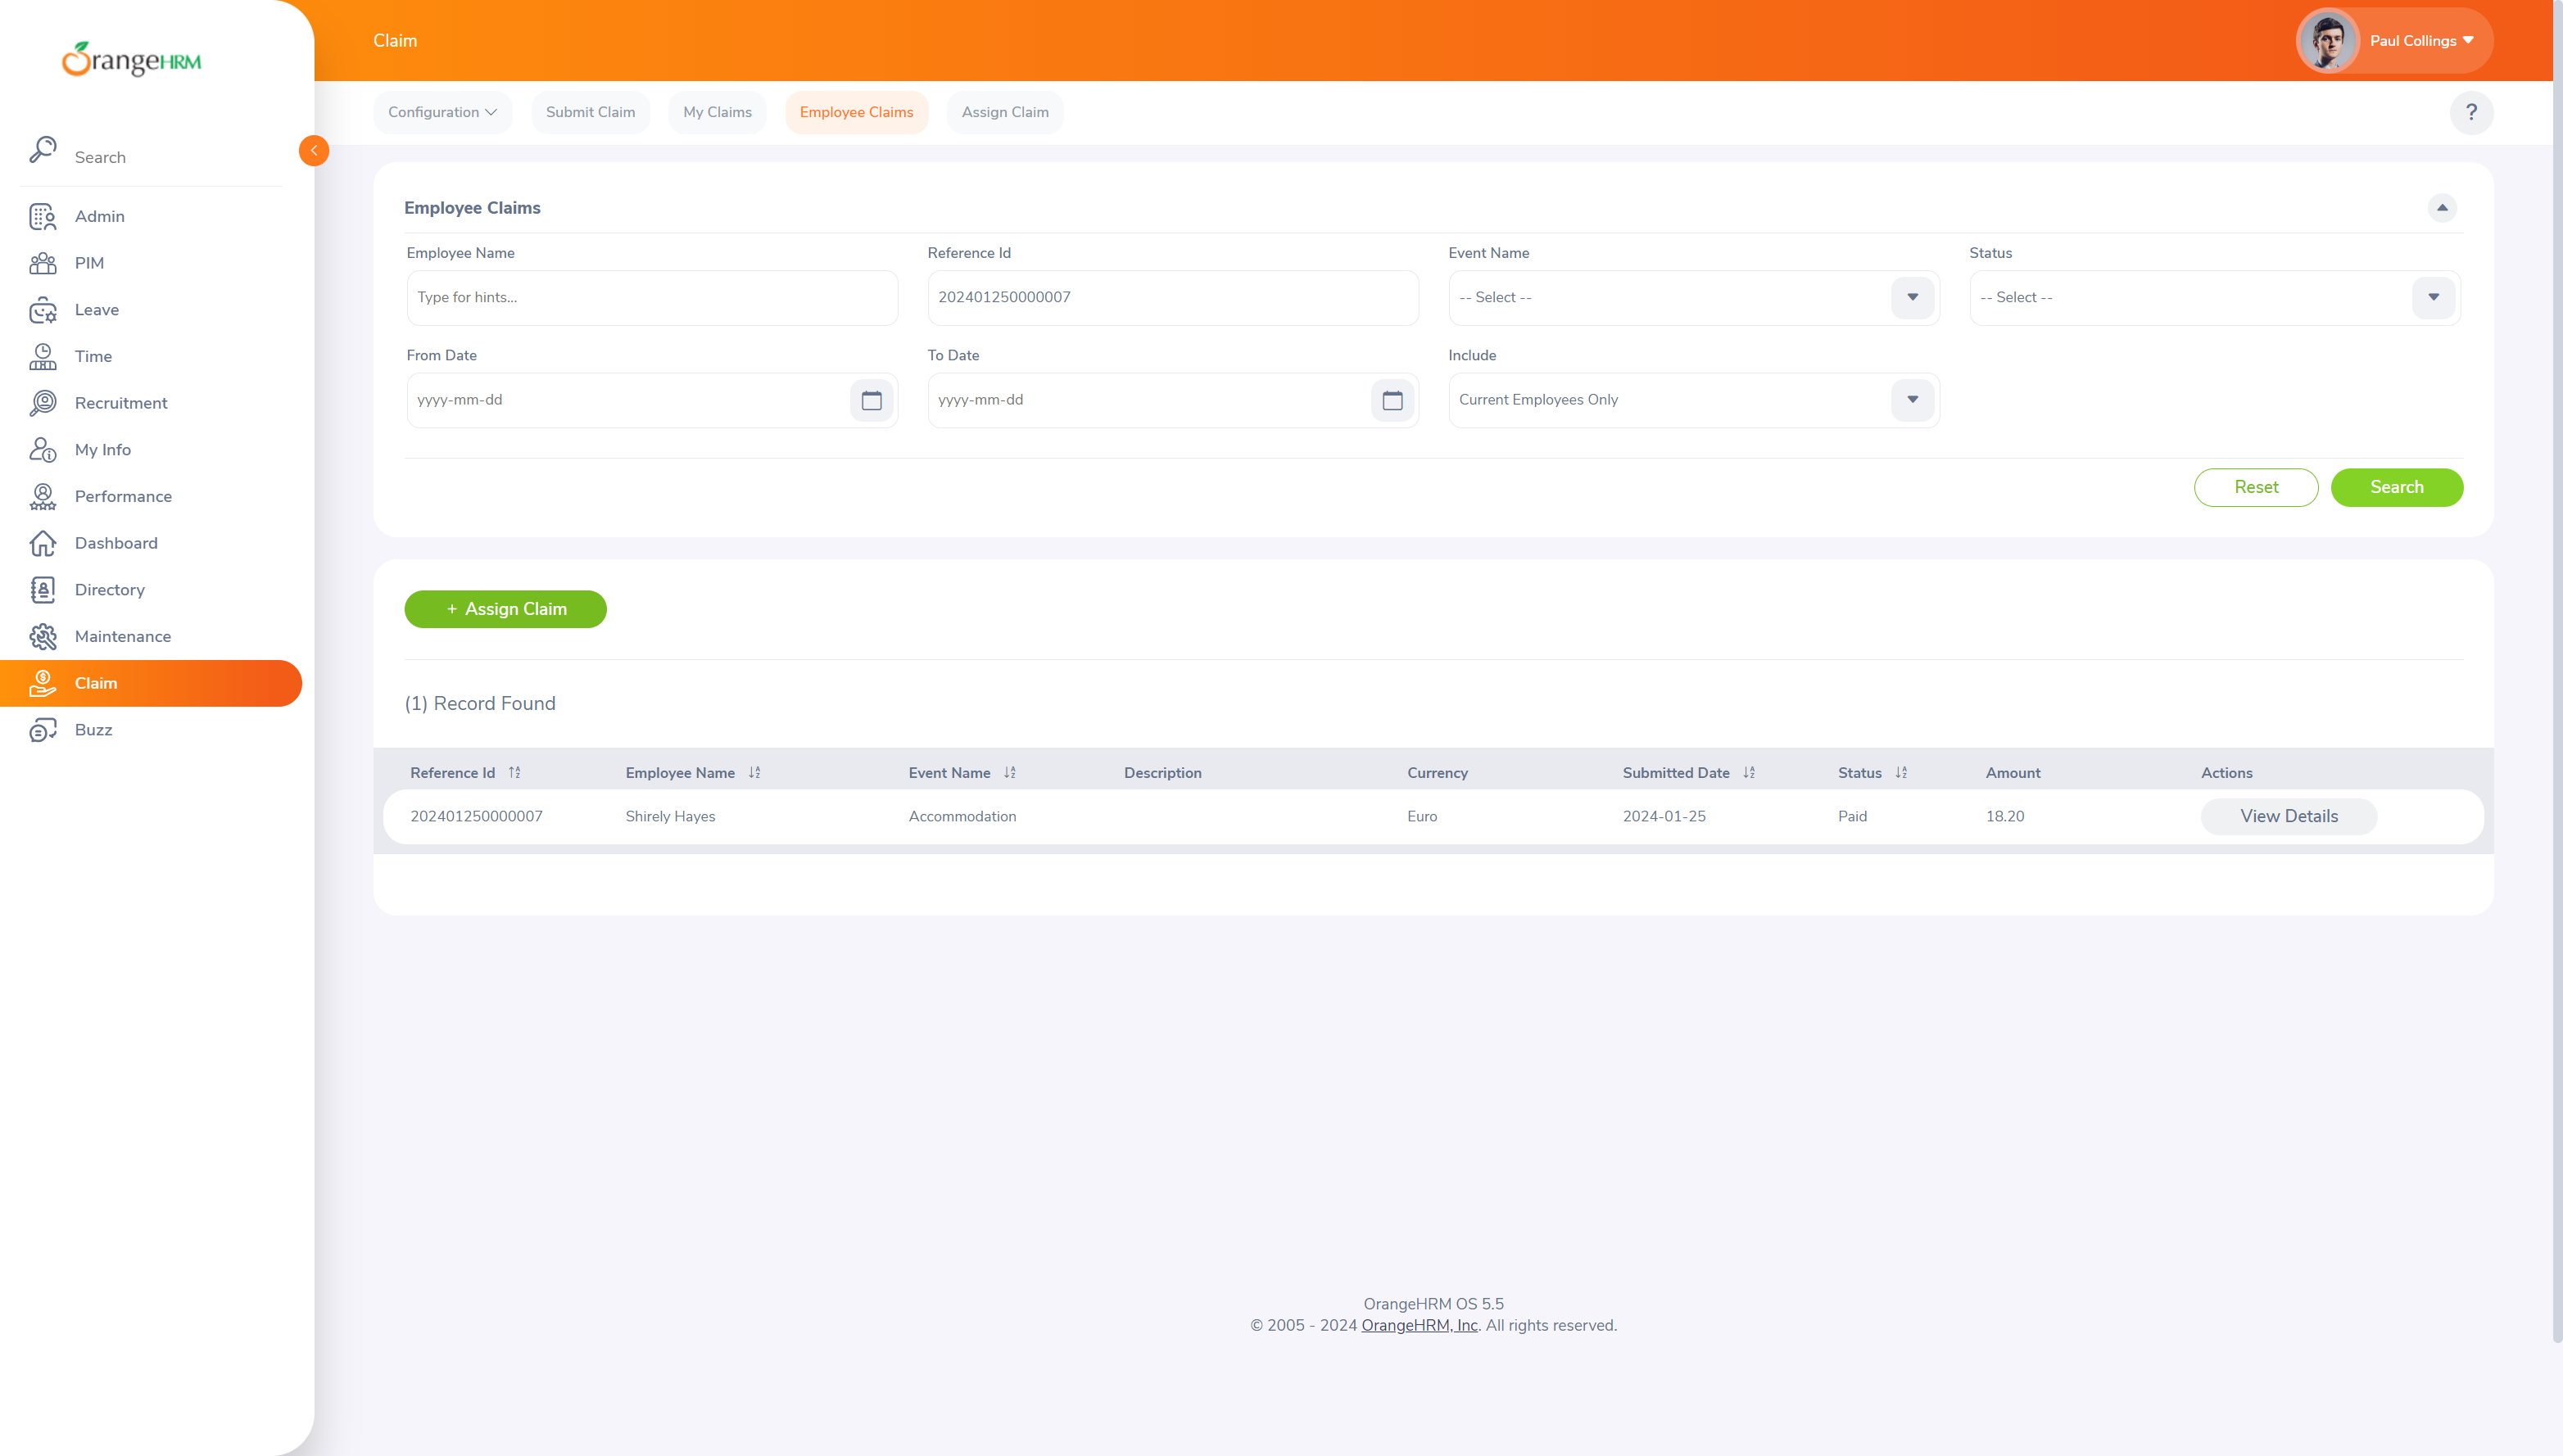 OrangeHRM
Claim
Paul Collings
Configuration
Submit Claim
My Claims
Employee Claims
Assign Claim
?
Search
Admin
PIM
Leave
Time
Recruitment
My Info
Performance
Dashboard
Directory
Maintenance
Claim
Buzz
Employee Claims
Employee Name
Reference Id
Event Name
Status
Type for hints...
202401250000007
-- Select --
-- Select --
From Date
To Date
Include
yyyy-mm-dd
yyyy-mm-dd
Current Employees Only
Reset
Search
+ Assign Claim
(1) Record Found
Reference Id Employee Name Event Name Description Currency Submitted Date Status Amount Actions
202401250000007 Shirely Hayes Accommodation Euro 2024-01-25 Paid 18.20 View Details
OrangeHRM OS 5.5
© 2005 - 2024 OrangeHRM, Inc. All rights reserved.